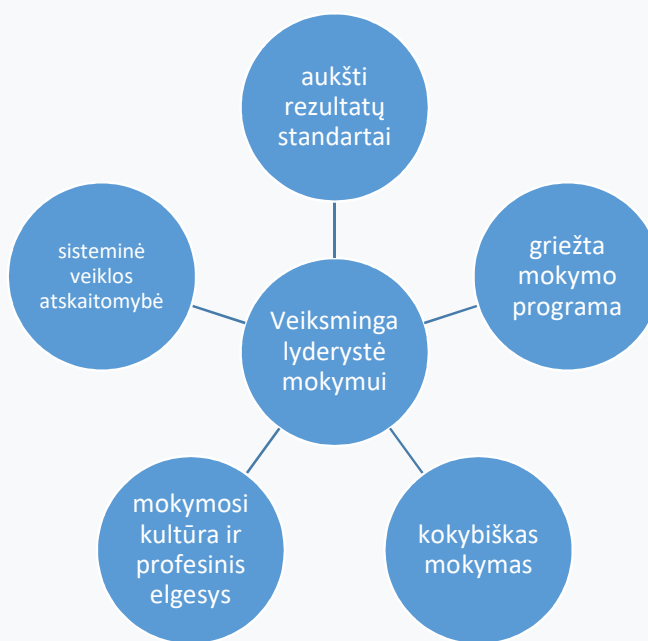 aukšti
rezultatų
standartai
sisteminė
veiklos
atskaitomybė
griežta
mokymo
programa
Veiksminga
lyderystė
mokymui
mokymosi
kultūra ir
profesinis
elgesys
kokybiškas
mokymas